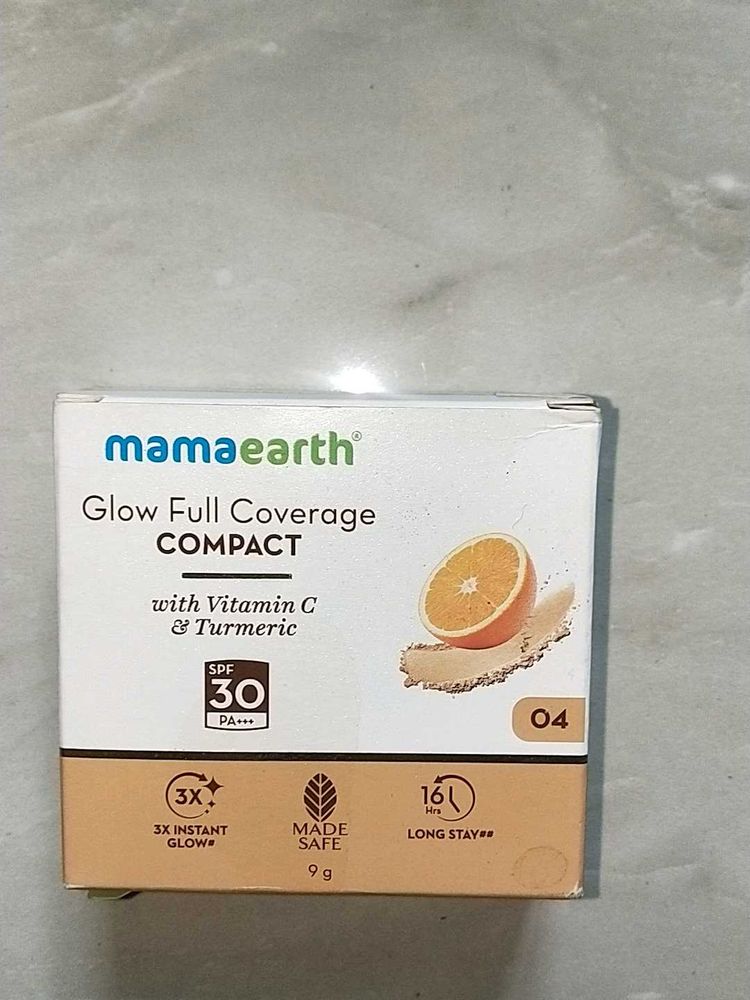 mamaearth®
Glow Full Coverage
COMPACT
with Vitamin C
& Turmeric
SPF
30
PA+++
04
3X
3X INSTANT
GLOW#
MADE
SAFE
9 g
16
Hrs
LONG STAY##